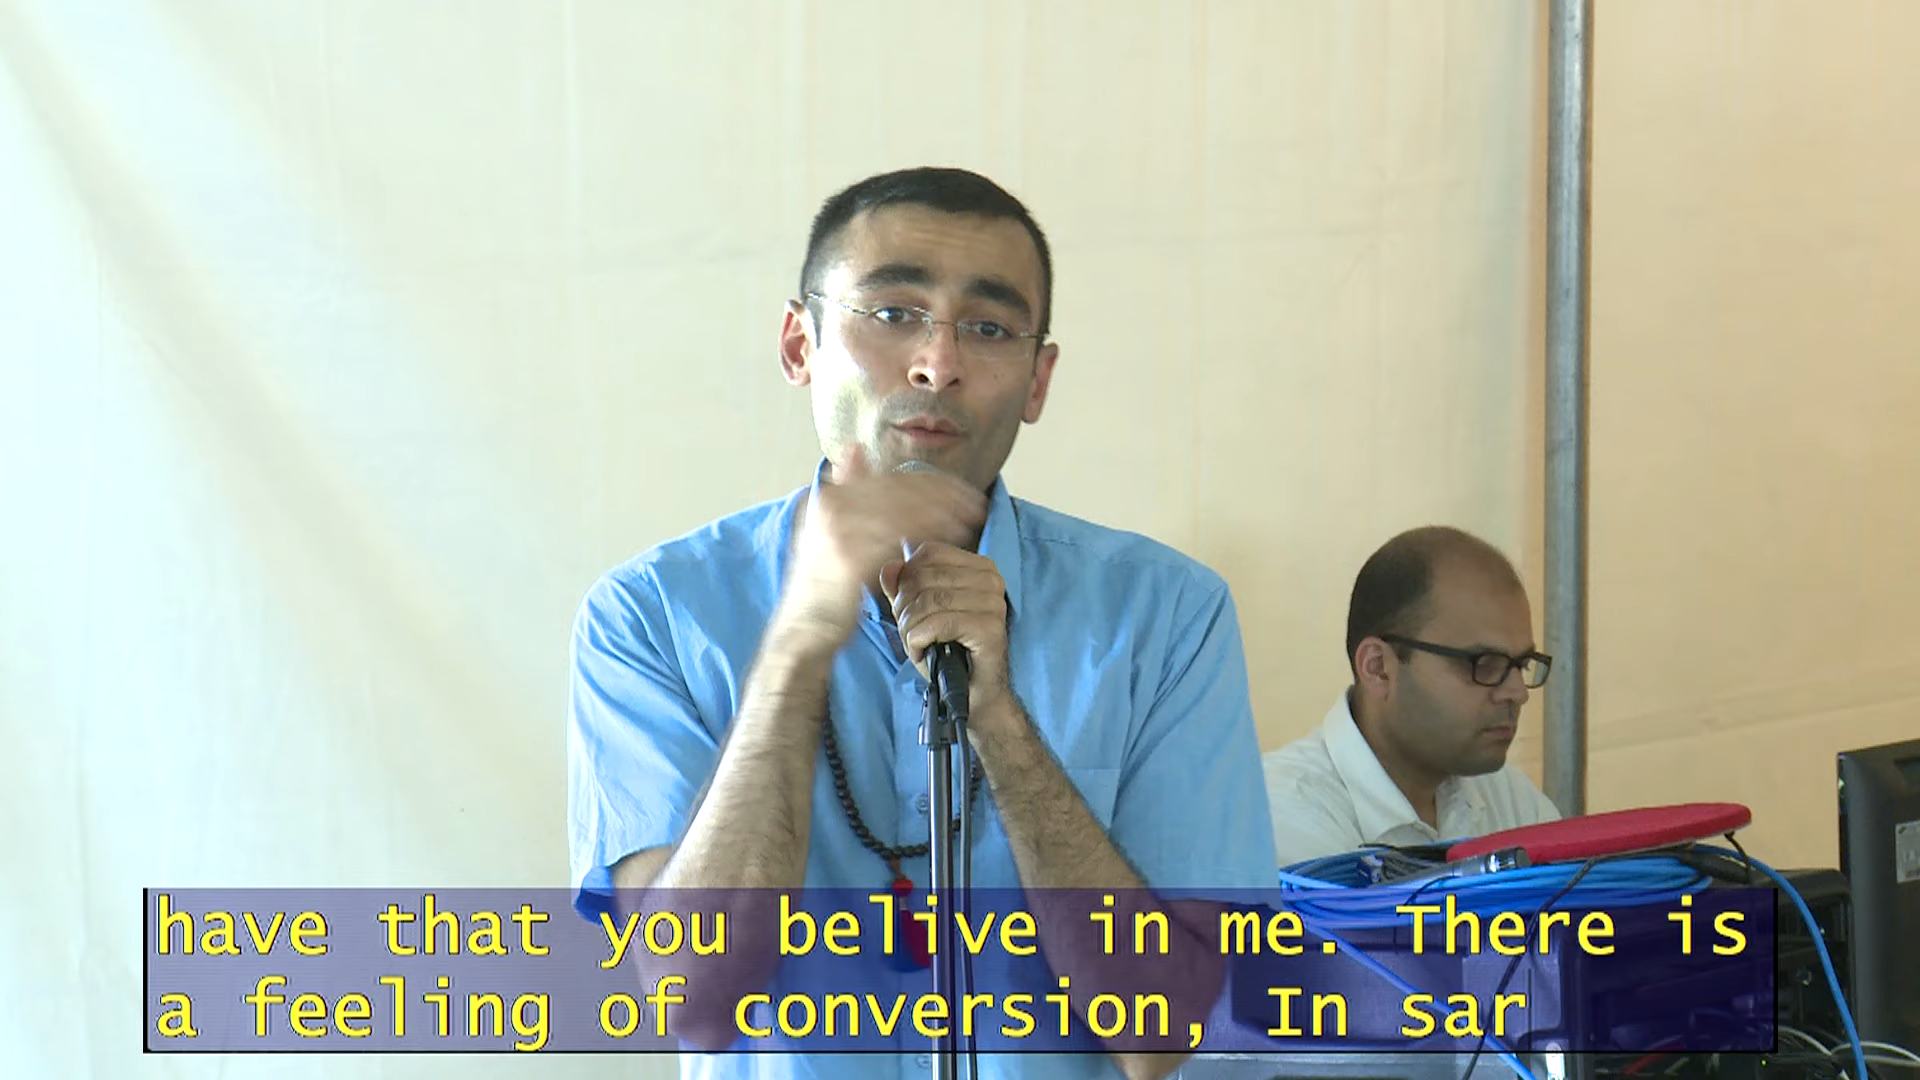 have that you belive in me. There is
a feeling of conversion, In sar